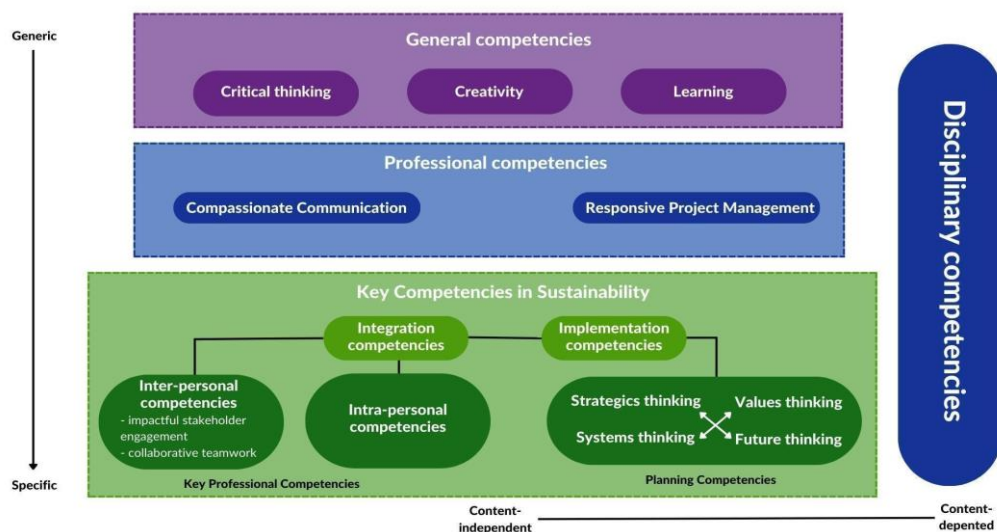 Generic
General competencies
Critical thinking
Creativity
Learning
Professional competencies
Compassionate Communication
Responsive Project Management
Key Competencies in Sustainability
Integration
competencies
Implementation
competencies
Inter-personal
competencies
- impactful stakeholder
engagement
- collaborative teamwork
Intra-personal
competencies
Strategics thinking
Values thinking
Systems thinking
Future thinking
Key Professional Competencies
Planning Competencies
Specific
Disciplinary competencies
Content-
independent
Content-
depented